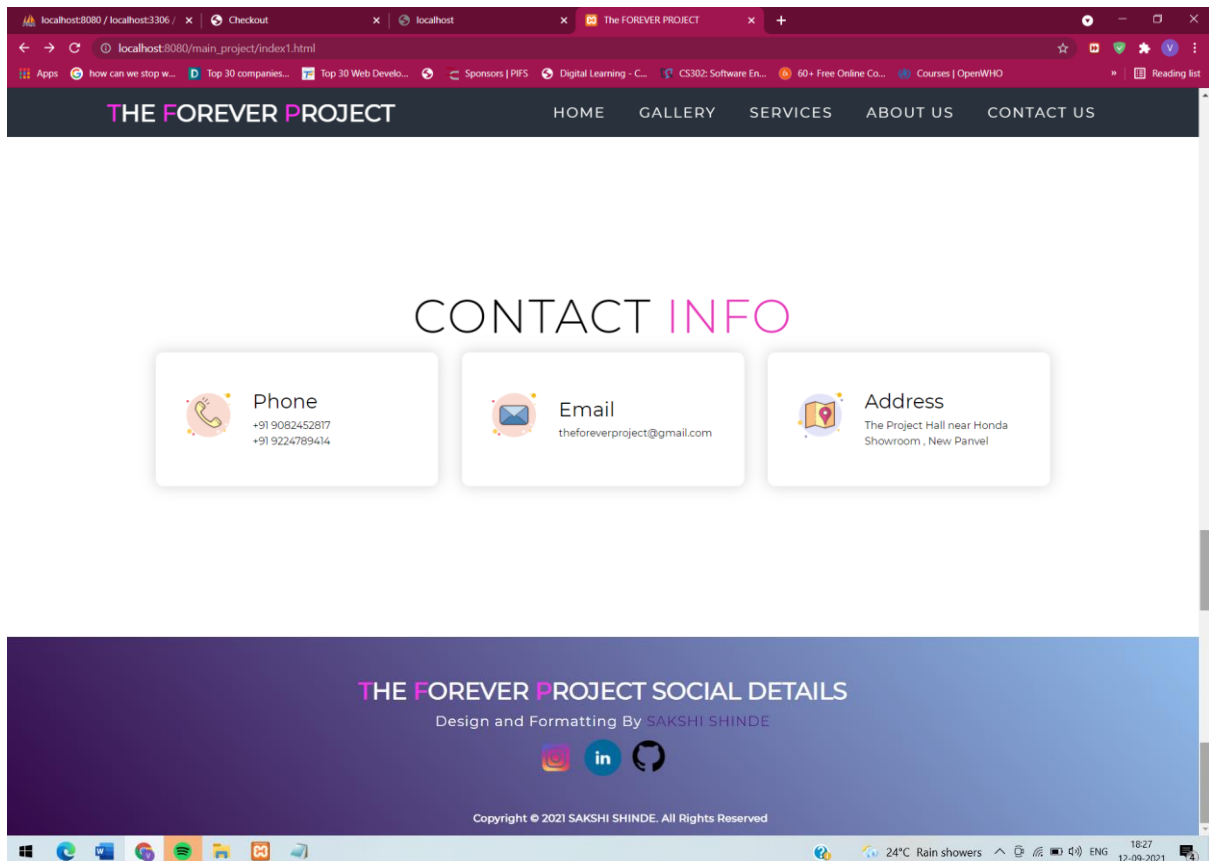 localhost:8080 / localhost:3306 /
Checkout
localhost
The FOREVER PROJECT
localhost:8080/main_project/index1.html
Apps
how can we stop w...
Top 30 companies...
Top 30 Web Develo...
Sponsors | PIFS
Digital Learning - C...
CS302: Software En...
60+ Free Online Co...
Courses | OpenWHO
»
Reading list
V
THE FOREVER PROJECT
HOME
GALLERY
SERVICES
ABOUT US
CONTACT US
CONTACT INFO
Phone
+91 9082452817
+91 9224789414
Email
theforeverproject@gmail.com
Address
The Project Hall near Honda
Showroom , New Panvel
THE FOREVER PROJECT SOCIAL DETAILS
Design and Formatting By SAKSHI SHINDE
in
Copyright © 2021 SAKSHI SHINDE. All Rights Reserved
24°C Rain showers
ENG
18:27
12-09-2021